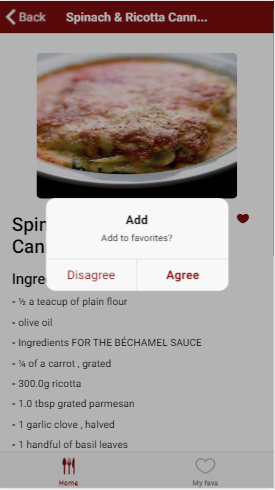 Back
Spinach & Ricotta Cann...
Add
Add to favorites?
Disagree
Agree
Spin
Can
Ingre
- ½ a teacup of plain flour
- olive oil
- Ingredients FOR THE BÉCHAMEL SAUCE
- ¼ of a carrot , grated
- 300.0g ricotta
- 1.0 tbsp grated parmesan
- 1 garlic clove , halved
- 1 handful of basil leaves
Home
My favs